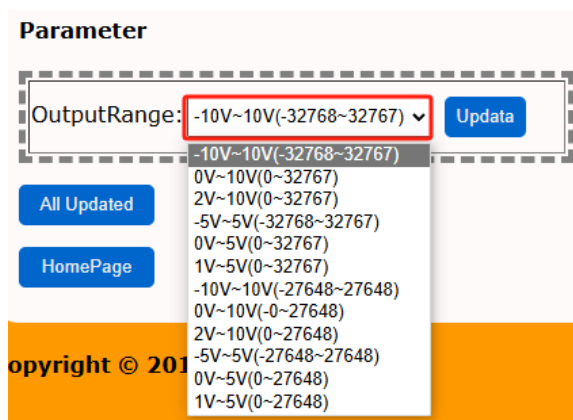 Parameter
OutputRange: -10V~10V(-32768~32767) Updata
-10V~10V(-32768~32767)
0V~10V(0~32767)
2V~10V(0~32767)
-5V~5V(-32768~32767)
0V~5V(0~32767)
1V~5V(0~32767)
-10V~10V(-27648~27648)
0V~10V(-0~27648)
2V~10V(0~27648)
-5V~5V(-27648~27648)
0V~5V(0~27648)
1V~5V(0~27648)
All Updated
HomePage
opyright © 201